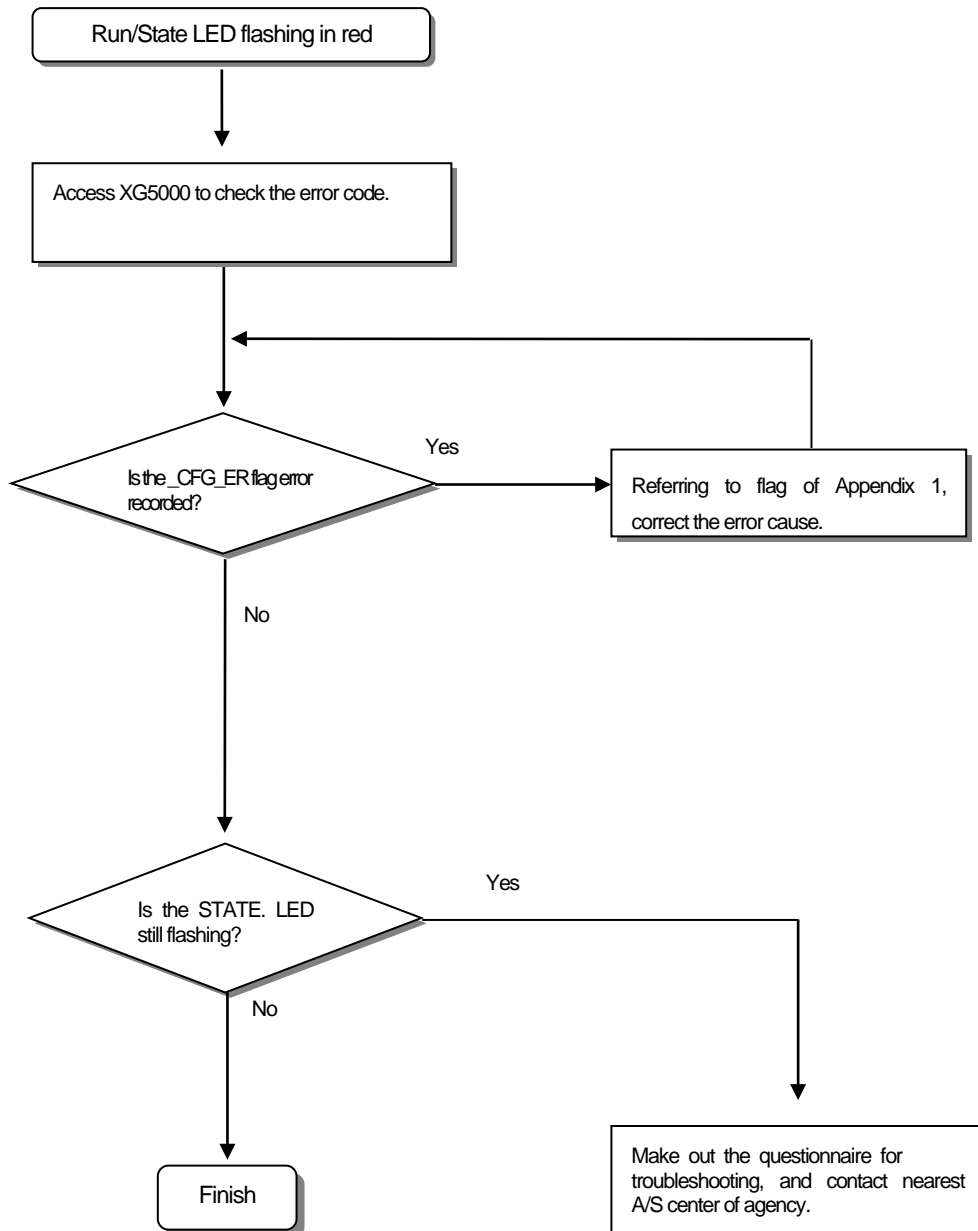 Run/State LED flashing in red
Access XG5000 to check the error code.
Yes
Is the _CFG_ER flag error
recorded?
Referring to flag of Appendix 1,
correct the error cause.
No
Yes
Is the STATE. LED
still flashing?
No
Finish
Make out the questionnaire for
troubleshooting, and contact nearest
A/S center of agency.